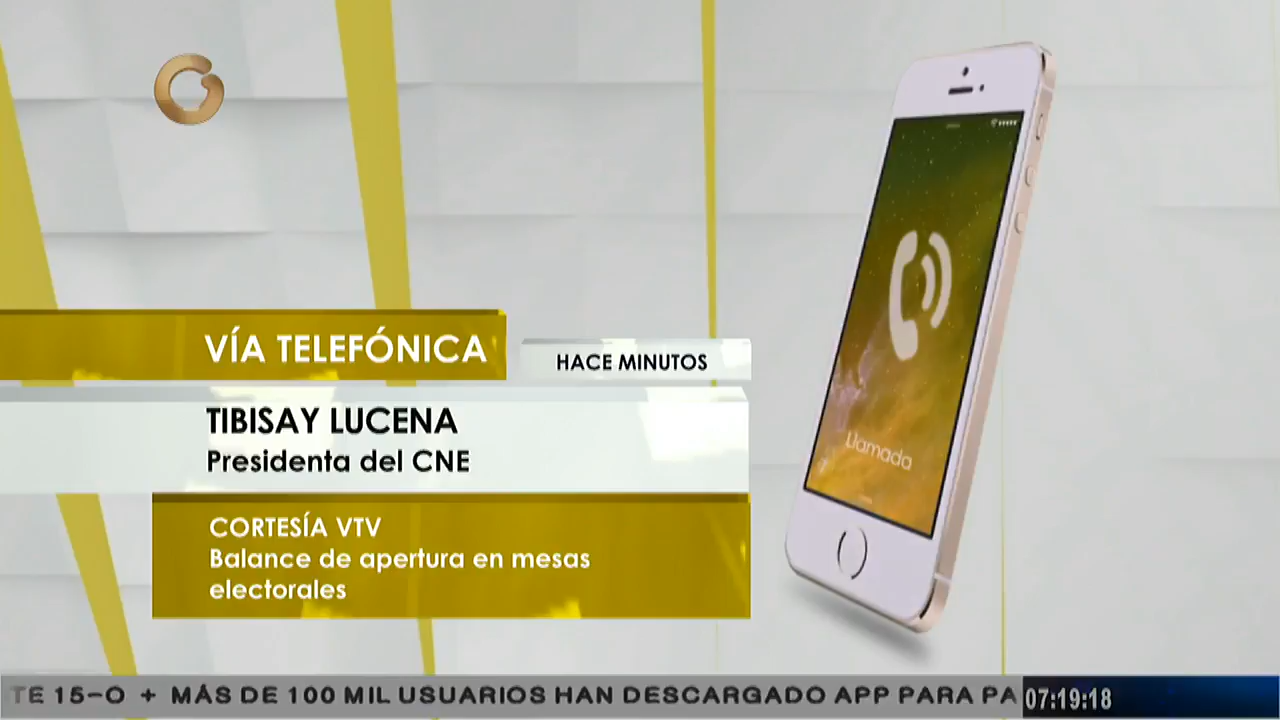 VÍA TELEFÓNICA
HACE MINUTOS
TIBISAY LUCENA
Presidenta del CNE
CORTESÍA VTV
Balance de apertura en mesas
electorales
Llamada
TE 15-O + MÁS DE 100 MIL USUARIOS HAN DESCARGADO APP PARA PA
07:19:18